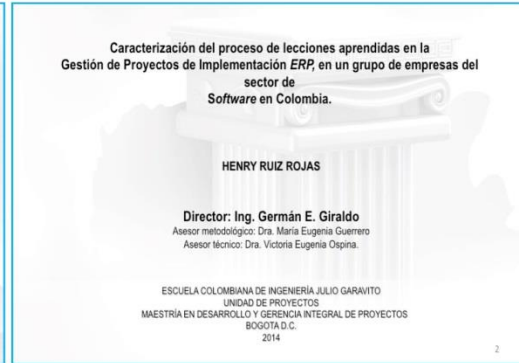 Caracterización del proceso de lecciones aprendidas en la
Gestión de Proyectos de Implementación ERP, en un grupo de empresas del
sector de
Software en Colombia.
HENRY RUIZ ROJAS
Director: Ing. Germán E. Giraldo
Asesor metodológico: Dra. María Eugenia Guerrero
Asesor técnico: Dra. Victoria Eugenia Ospina.
ESCUELA COLOMBIANA DE INGENIERÍA JULIO GARAVITO
UNIDAD DE PROYECTOS
MAESTRÍA EN DESARROLLO Y GERENCIA INTEGRAL DE PROYECTOS
BOGOTA D.C.
2014
2